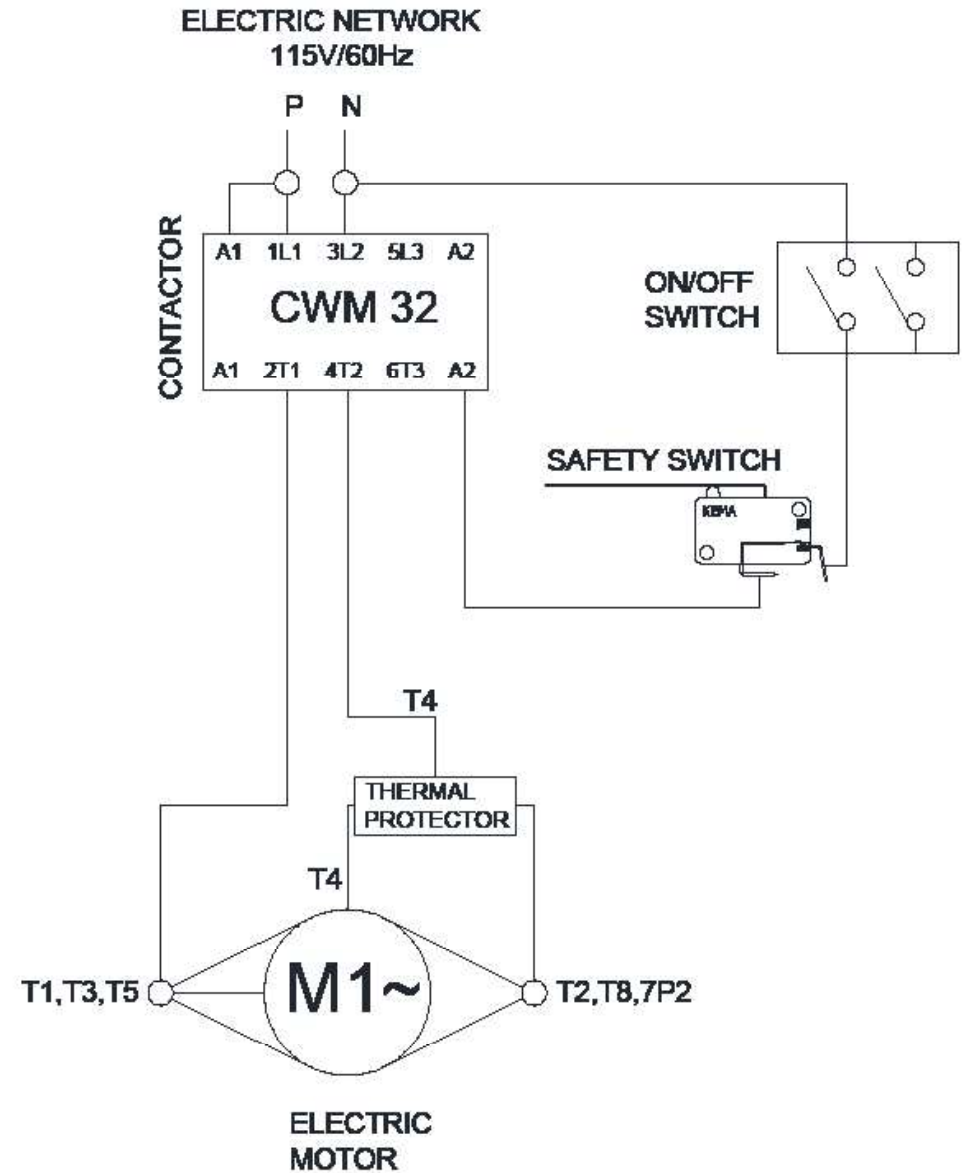 ELECTRIC NETWORK
115V/60Hz
P N
CONTACTOR
A1 1L1 3L2 5L3 A2
CWM 32
A1 2T1 4T2 6T3 A2
ON/OFF
SWITCH
SAFETY SWITCH
KEMA
T4
THERMAL
PROTECTOR
T4
T1,T3,T5
M1~
T2,T8,7P2
ELECTRIC
MOTOR